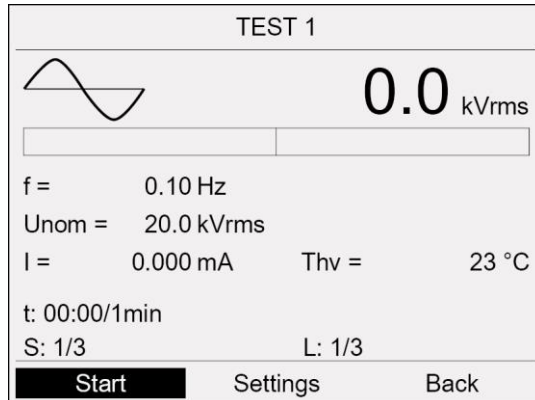 TEST 1
0.0 kVrms
f = 0.10 Hz
Unom = 20.0 kVrms
I = 0.000 mA Thv = 23 °C
t: 00:00/1min
S: 1/3 L: 1/3
Start Settings Back